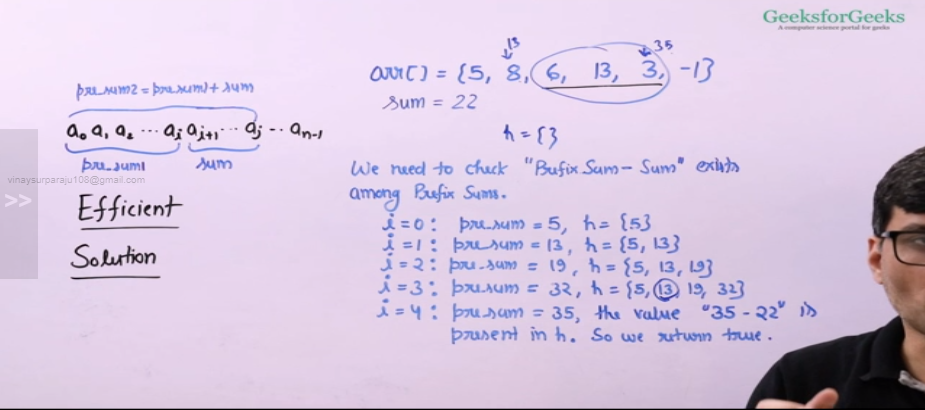 GeeksforGeeks
A computer science portal for geeks
13
35
arr[] = {5, 8, 6, 13, 3, -1}
sum = 22
h = {}
pre_sum2 = pre_sum1 + sum
a₀ a₁ a₂ ... aᵢ aᵢ₊₁ ... aⱼ ... aₙ₋₁
pre_sum1
sum
vinaysurparaju108@gmail.com
>>
Efficient
Solution
We need to check "Prefix Sum - Sum" exists
among Prefix Sums.
i=0: pre_sum = 5, h = {5}
i=1: pre_sum = 13, h = {5, 13}
i=2: pre_sum = 19, h = {5, 13, 19}
i=3: pre_sum = 32, h = {5, 13, 19, 32}
i=4: pre_sum = 35, the value "35 - 22" is
present in h. So we return true.